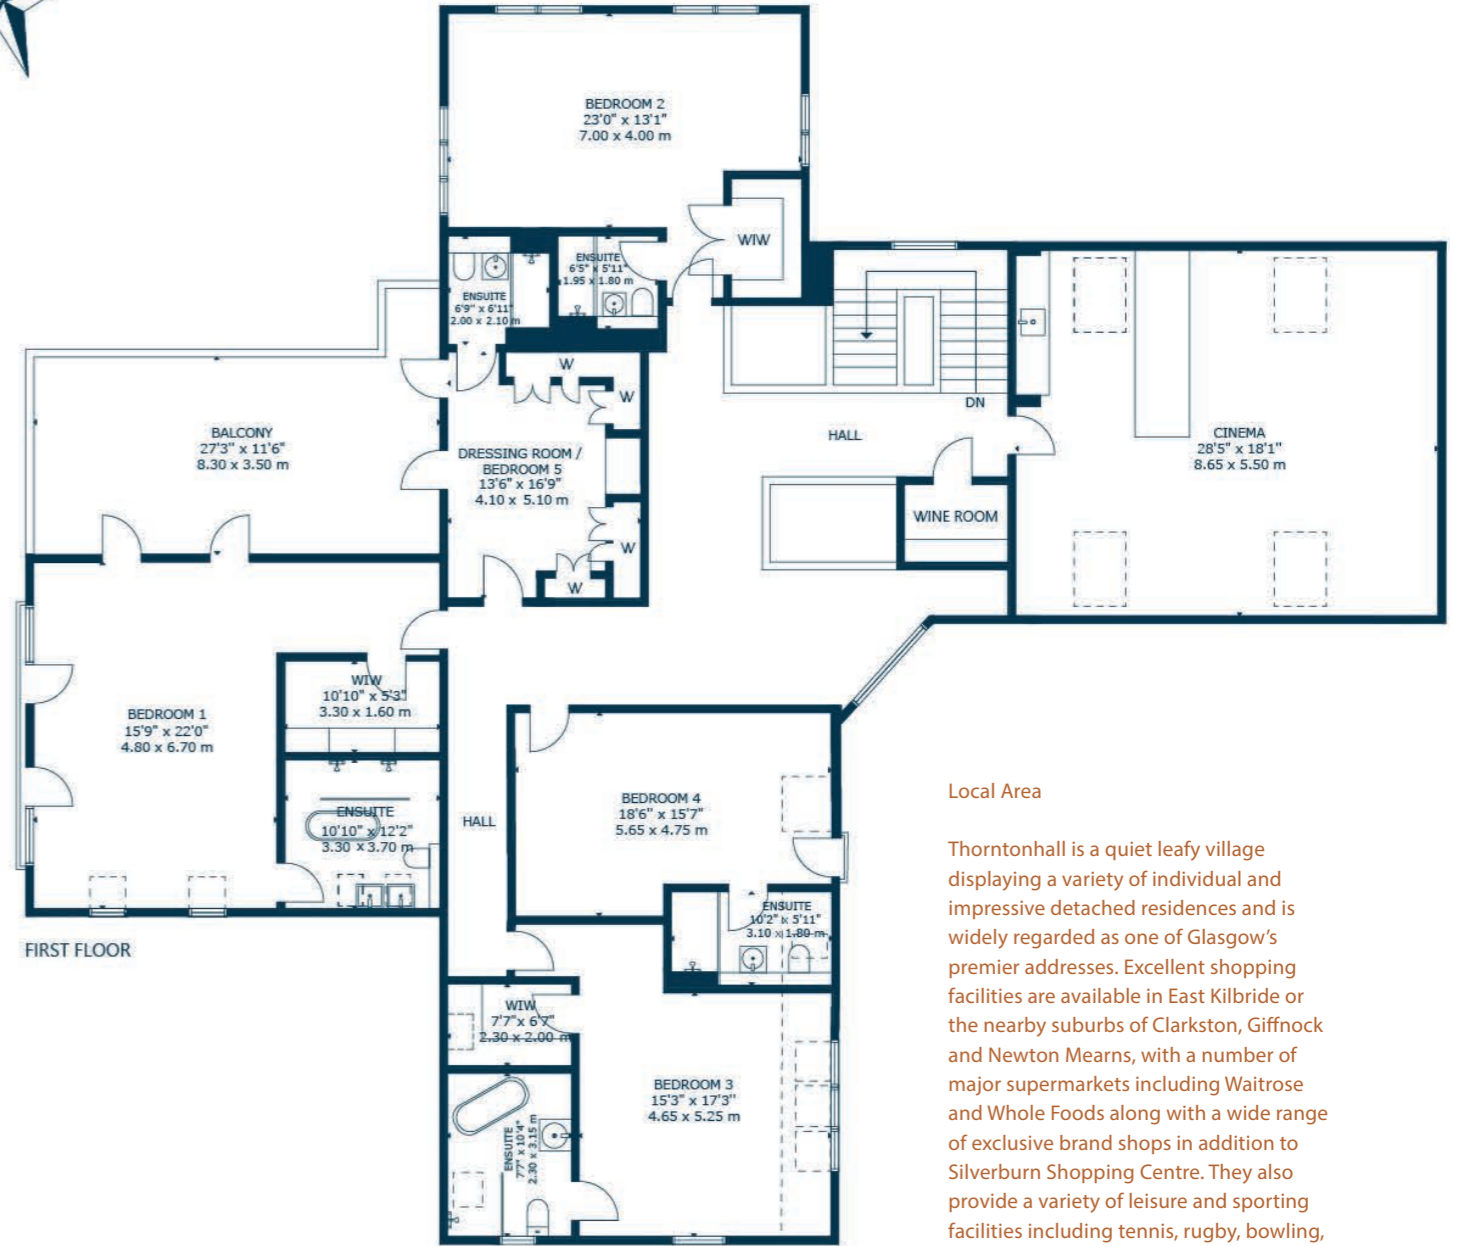 BEDROOM 2
23'0" x 13'1"
7.00 x 4.00 m
WIW
ENSUITE
6'5" x 5'11"
1.95 x 1.80 m
ENSUITE
6'9" x 6'11"
2.00 x 2.10 m
W
W
DN
HALL
BALCONY
27'3" x 11'6"
8.30 x 3.50 m
DRESSING ROOM /
BEDROOM 5
13'6" x 16'9"
4.10 x 5.10 m
CINEMA
28'5" x 18'1"
8.65 x 5.50 m
WINE ROOM
W
W
WIW
10'10" x 5'3"
3.30 x 1.60 m
BEDROOM 1
15'9" x 22'0"
4.80 x 6.70 m
ENSUITE
10'10" x 12'2"
3.30 x 3.70 m
HALL
BEDROOM 4
18'6" x 15'7"
5.65 x 4.75 m
ENSUITE
10'2" x 5'11"
3.10 x 1.80 m
FIRST FLOOR
WIW
7'7" x 6'7"
2.30 x 2.00 m
BEDROOM 3
15'3" x 17'3"
4.65 x 5.25 m
ENSUITE
7'7" x 10'4"
2.30 x 3.15 m
Local Area
Thorntonhall is a quiet leafy village
displaying a variety of individual and
impressive detached residences and is
widely regarded as one of Glasgow's
premier addresses. Excellent shopping
facilities are available in East Kilbride or
the nearby suburbs of Clarkston, Giffnock
and Newton Mearns, with a number of
major supermarkets including Waitrose
and Whole Foods along with a wide range
of exclusive brand shops in addition to
Silverburn Shopping Centre. They also
provide a variety of leisure and sporting
facilities including tennis, rugby, bowling,